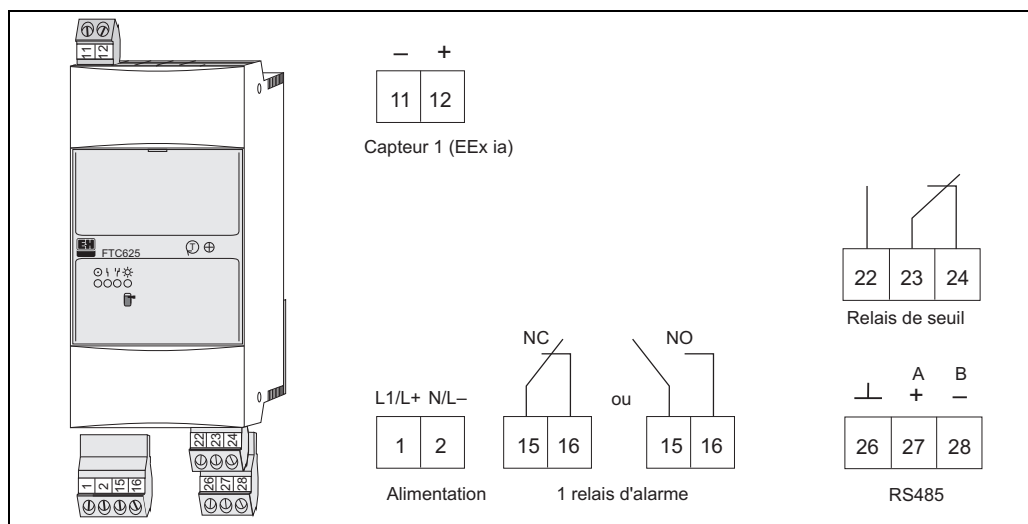 11 12
– +
11 12
Capteur 1 (EEx ia)
E+H
FTC625
T
22 23 24
Relais de seuil
NC
NO
L1/L+ N/L–
ou
A B
+ –
1 2
15 16
15 16
26 27 28
Alimentation
1 relais d'alarme
RS485
22 23 24
1 2 15 16
26 27 28